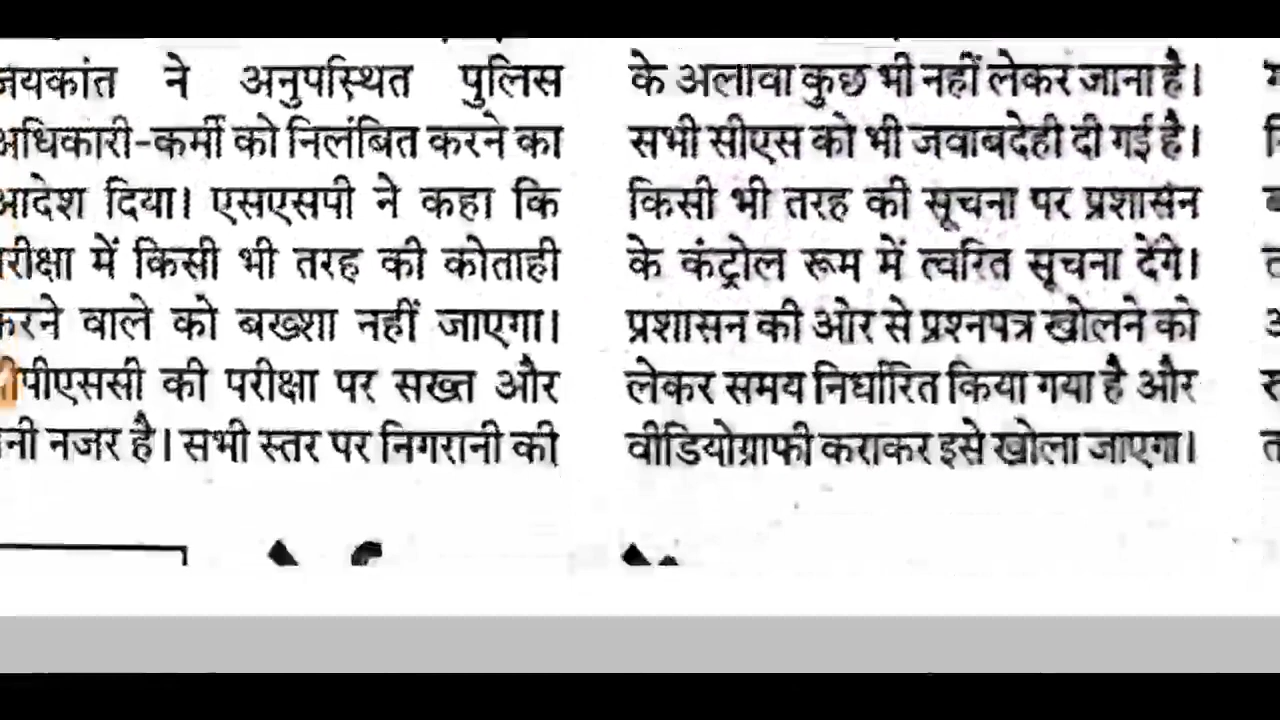 ने अनुपस्थित पुलिस
अधिकारी-कर्मी को निलंबित करने का
आदेश दिया। एसएसपी ने कहा कि
में किसी भी तरह की कोताही
करने वाले को बख्शा नहीं जाएगा।
की परीक्षा पर सख्त और
नजर है। सभी स्तर पर निगरानी की
के अलावा कुछ भी नहीं लेकर जाना है।
सभी सीएस को भी जवाबदेही दी गई है।
किसी भी तरह की सूचना पर प्रशासन
के कंट्रोल रूम में त्वरित सूचना देंगे।
प्रशासन की ओर से प्रश्नपत्र खोलने को
लेकर समय निर्धारित किया गया है और
वीडियोग्राफी कराकर इसे खोला जाएगा।